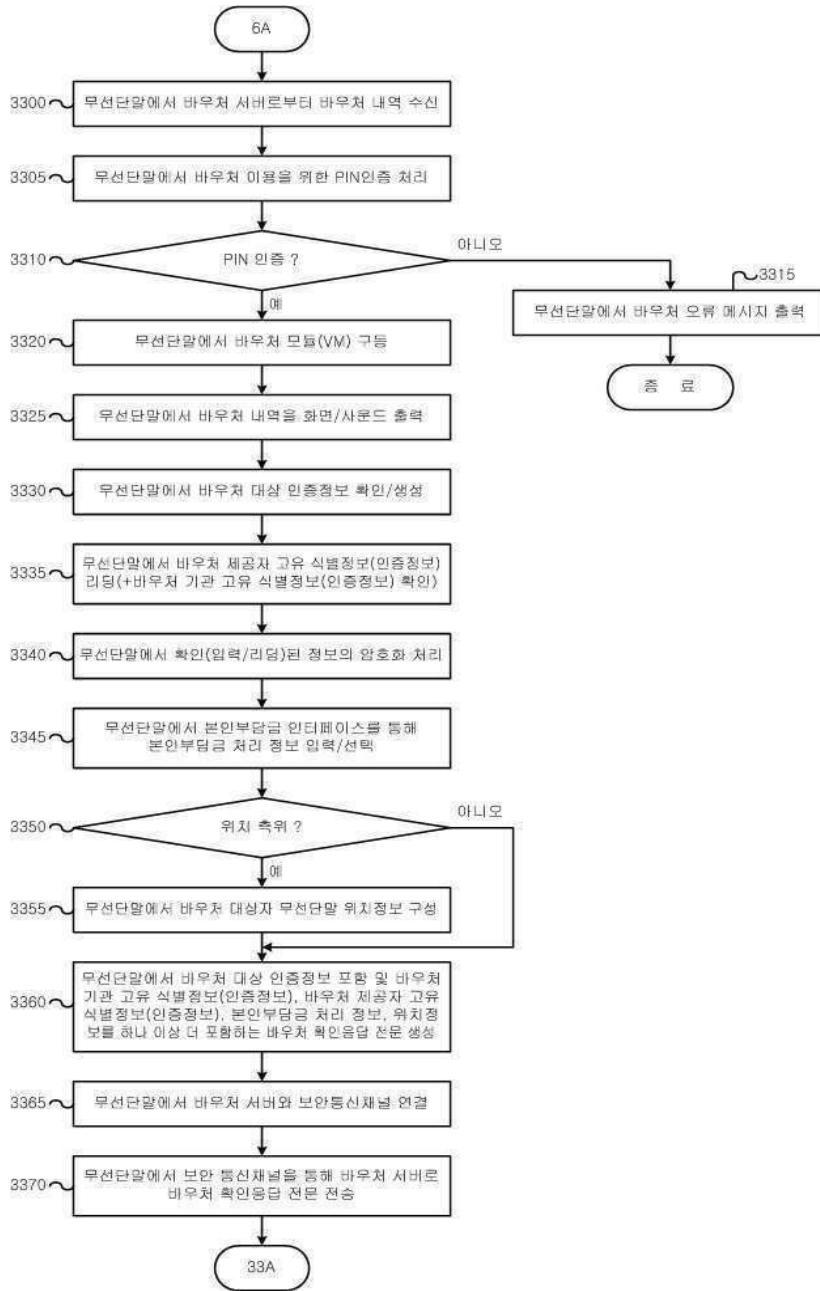 6A
3300
무선단말에서 바우처 서버로부터 바우처 내역 수신
3305
무선단말에서 바우처 이용을 위한 PIN인증 처리
3310
PIN 인증 ?
아니오
예
3315
무선단말에서 바우처 오류 메시지 출력
종 료
3320
무선단말에서 바우처 모듈(VM) 구동
3325
무선단말에서 바우처 내역을 화면/사운드 출력
3330
무선단말에서 바우처 대상 인증정보 확인/생성
3335
무선단말에서 바우처 제공자 고유 식별정보(인증정보)
리딩(+바우처 기관 고유 식별정보(인증정보) 확인)
3340
무선단말에서 확인(입력/리딩)된 정보의 암호화 처리
3345
무선단말에서 본인부담금 인터페이스를 통해
본인부담금 처리 정보 입력/선택
3350
위치 측위 ?
아니오
예
3355
무선단말에서 바우처 대상자 무선단말 위치정보 구성
3360
무선단말에서 바우처 대상 인증정보 포함 및 바우처
기관 고유 식별정보(인증정보), 바우처 제공자 고유
식별정보(인증정보), 본인부담금 처리 정보, 위치정
보를 하나 이상 더 포함하는 바우처 확인응답 전문 생성
3365
무선단말에서 바우처 서버와 보안통신채널 연결
3370
무선단말에서 보안 통신채널을 통해 바우처 서버로
바우처 확인응답 전문 전송
33A